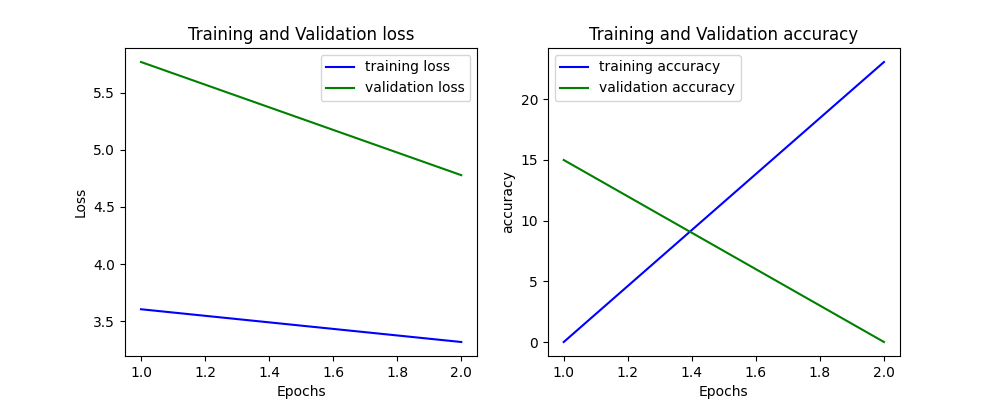 Training and Validation loss
training loss
validation loss
5.5
5.0
4.5
4.0
3.5
Loss
1.0 1.2 1.4 1.6 1.8 2.0
Epochs
Training and Validation accuracy
training accuracy
validation accuracy
20
15
10
5
0
accuracy
1.0 1.2 1.4 1.6 1.8 2.0
Epochs